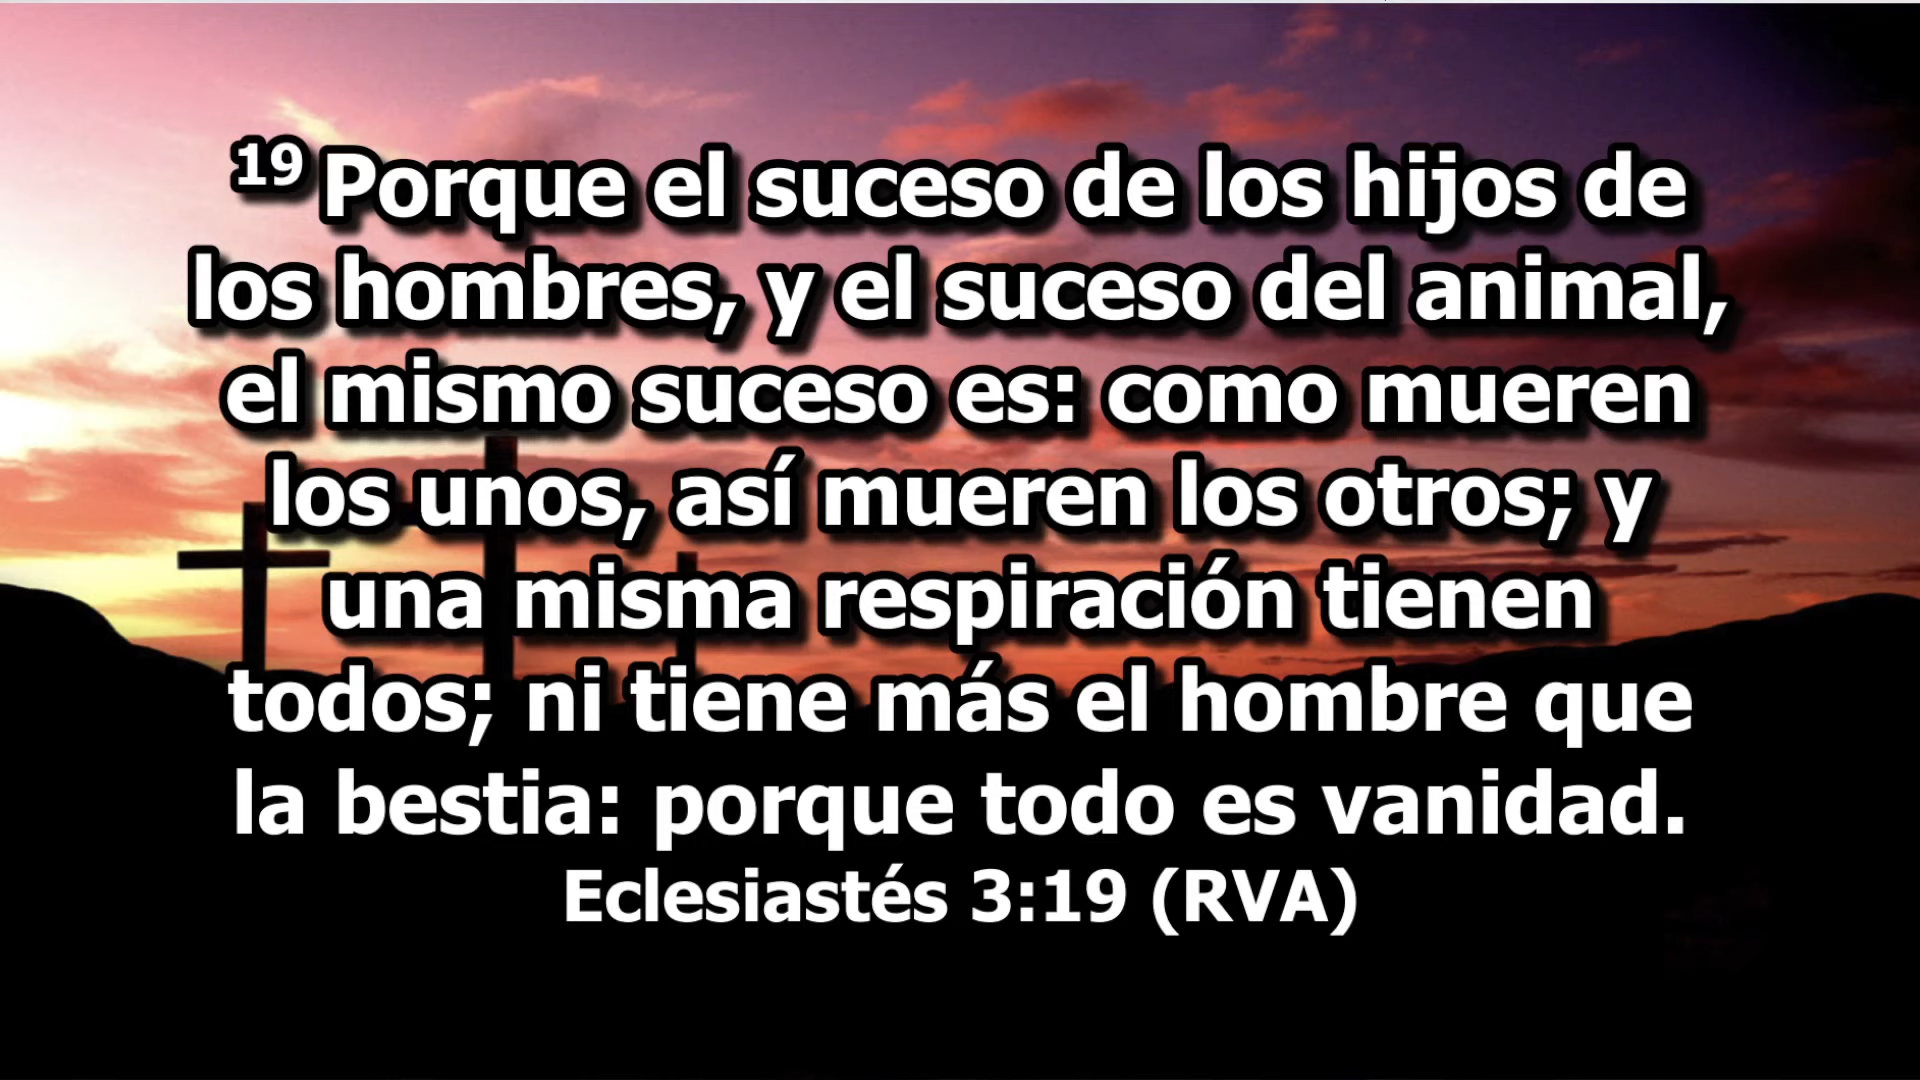 19 Porque el suceso de los hijos de
los hombres, y el suceso del animal,
el mismo suceso es: como mueren
los unos, así mueren los otros; y
una misma respiración tienen
todos; ni tiene más el hombre que
la bestia: porque todo es vanidad.
Eclesiastés 3:19 (RVA)